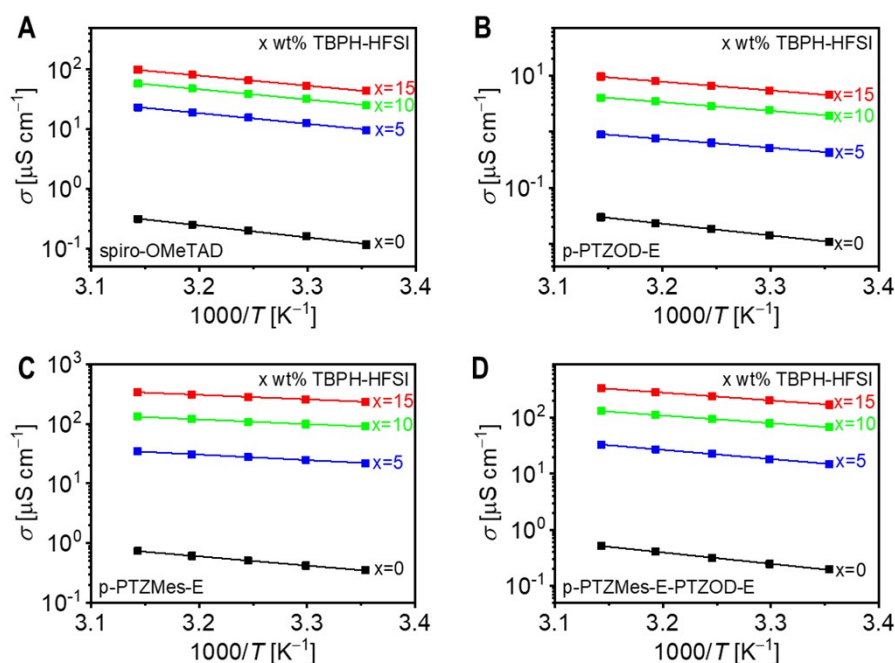 A
x wt% TBPH-HFSI
10²
10¹
10⁰
10⁻¹
σ [µS cm⁻¹]
x=15
x=10
x=5
x=0
spiro-OMeTAD
3.1 3.2 3.3 3.4
1000/T [K⁻¹]
B
x wt% TBPH-HFSI
10¹
10⁻¹
σ [µS cm⁻¹]
x=15
x=10
x=5
x=0
p-PTZOD-E
3.1 3.2 3.3 3.4
1000/T [K⁻¹]
C
x wt% TBPH-HFSI
10³
10²
10¹
10⁰
10⁻¹
σ [µS cm⁻¹]
x=15
x=10
x=5
x=0
p-PTZMes-E
3.1 3.2 3.3 3.4
1000/T [K⁻¹]
D
x wt% TBPH-HFSI
10²
10¹
10⁰
10⁻¹
σ [µS cm⁻¹]
x=15
x=10
x=5
x=0
p-PTZMes-E-PTZOD-E
3.1 3.2 3.3 3.4
1000/T [K⁻¹]